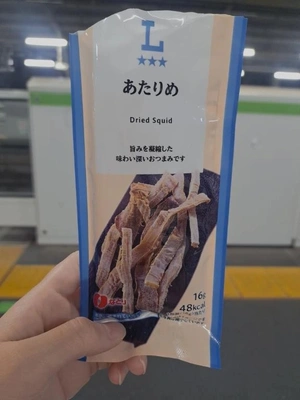 L
あたりめ
Dried Squid
旨みを凝縮した
味わい深いおつまみです
16g
48kcal